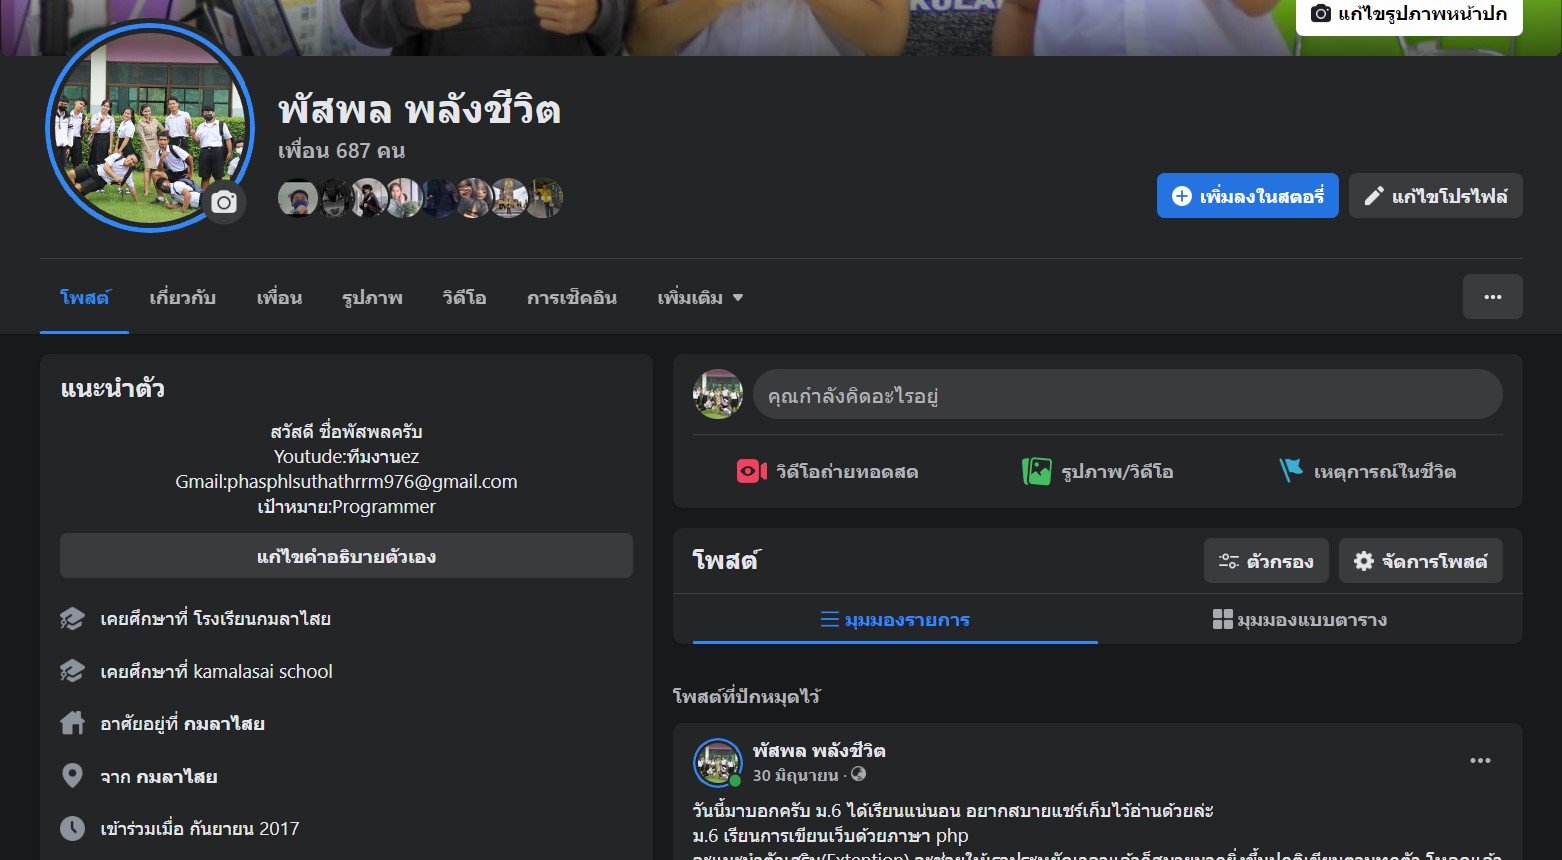 แก้ไขรูปภาพหน้าปก
พัสพล พลังชีวิต
เพื่อน 687 คน
เพิ่มลงในสตอรี่
แก้ไขโปรไฟล์
โพสต์
เกี่ยวกับ
เพื่อน
รูปภาพ
วิดีโอ
การเช็คอิน
เพิ่มเติม
แนะนำตัว
สวัสดี ชื่อพัสพลครับ
Youtude:ทีมงานez
Gmail:phasphlsuthathrrm976@gmail.com
เป้าหมาย:Programmer
แก้ไขคำอธิบายตัวเอง
เคยศึกษาที่ โรงเรียนกมลาไสย
เคยศึกษาที่ kamalasai school
อาศัยอยู่ที่ กมลาไสย
จาก กมลาไสย
เข้าร่วมเมื่อ กันยายน 2017
คุณกำลังคิดอะไรอยู่
วิดีโอถ่ายทอดสด
รูปภาพ/วิดีโอ
เหตุการณ์ในชีวิต
โพสต์
ตัวกรอง
จัดการโพสต์
มุมมองรายการ
มุมมองแบบตาราง
โพสต์ที่ปักหมุดไว้
พัสพล พลังชีวิต
30 มิถุนายน ·
วันนี้มาบอกครับ ม.6 ได้เรียนแน่นอน อยากสบายแชร์เก็บไว้อ่านด้วยล่ะ
ม.6 เรียนการเขียนเว็บด้วยภาษา php